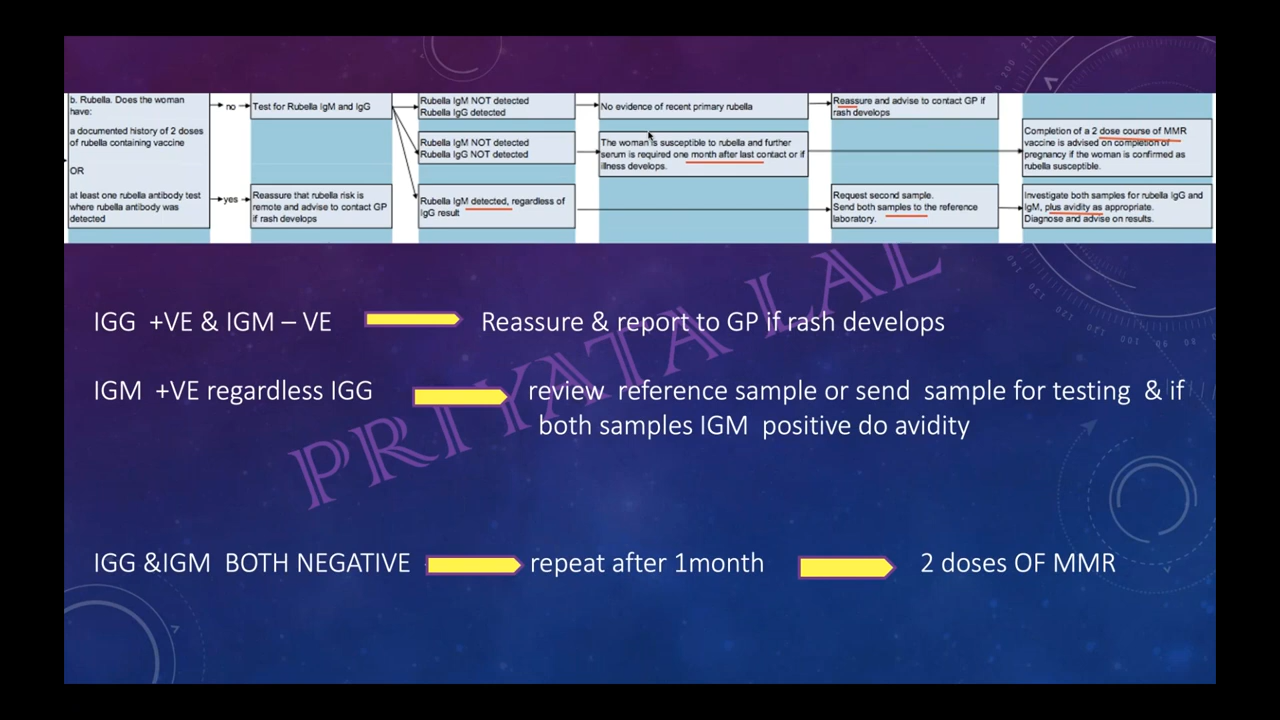 b. Rubella. Does the woman
have:
a documented history of 2 doses
of rubella containing vaccine
OR
at least one rubella antibody test
where rubella antibody was
detected
no
yes
Test for Rubella IgM and IgG
Reassure that rubella risk is
remote and advise to contact GP
if rash develops
Rubella IgM NOT detected
Rubella IgG detected
Rubella IgM NOT detected
Rubella IgG NOT detected
Rubella IgM detected, regardless of
IgG result
No evidence of recent primary rubella
The woman is susceptible to rubella and further
serum is required one month after last contact or if
illness develops.
Reassure and advise to contact GP if
rash develops
Request second sample.
Send both samples to the reference
laboratory.
Completion of a 2 dose course of MMR
vaccine is advised on completion of
pregnancy if the woman is confirmed as
rubella susceptible.
Investigate both samples for rubella IgG and
IgM, plus avidity as appropriate.
Diagnose and advise on results.
IGG +VE & IGM – VE Reassure & report to GP if rash develops
IGM +VE regardless IGG review reference sample or send sample for testing & if
both samples IGM positive do avidity
IGG &IGM BOTH NEGATIVE repeat after 1month 2 doses OF MMR
PRIYATA LAL